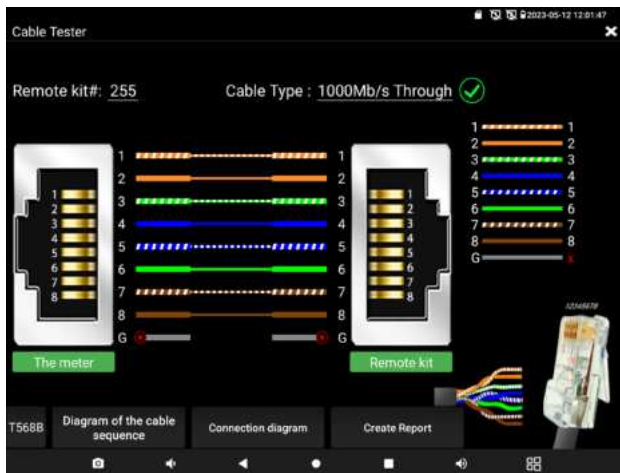 2023-05-12 12:01:47
Cable Tester
Remote kit#: 255
Cable Type : 1000Mb/s Through
1 1
2 2
3 3
4 4
5 5
6 6
7 7
8 8
G x
1 1
2 2
3 3
4 4
5 5
6 6
7 7
8 8
G G
1 1
2 2
3 3
4 4
5 5
6 6
7 7
8 8
The meter
Remote kit
12345678
T568B
Diagram of the cable
sequence
Connection diagram
Create Report